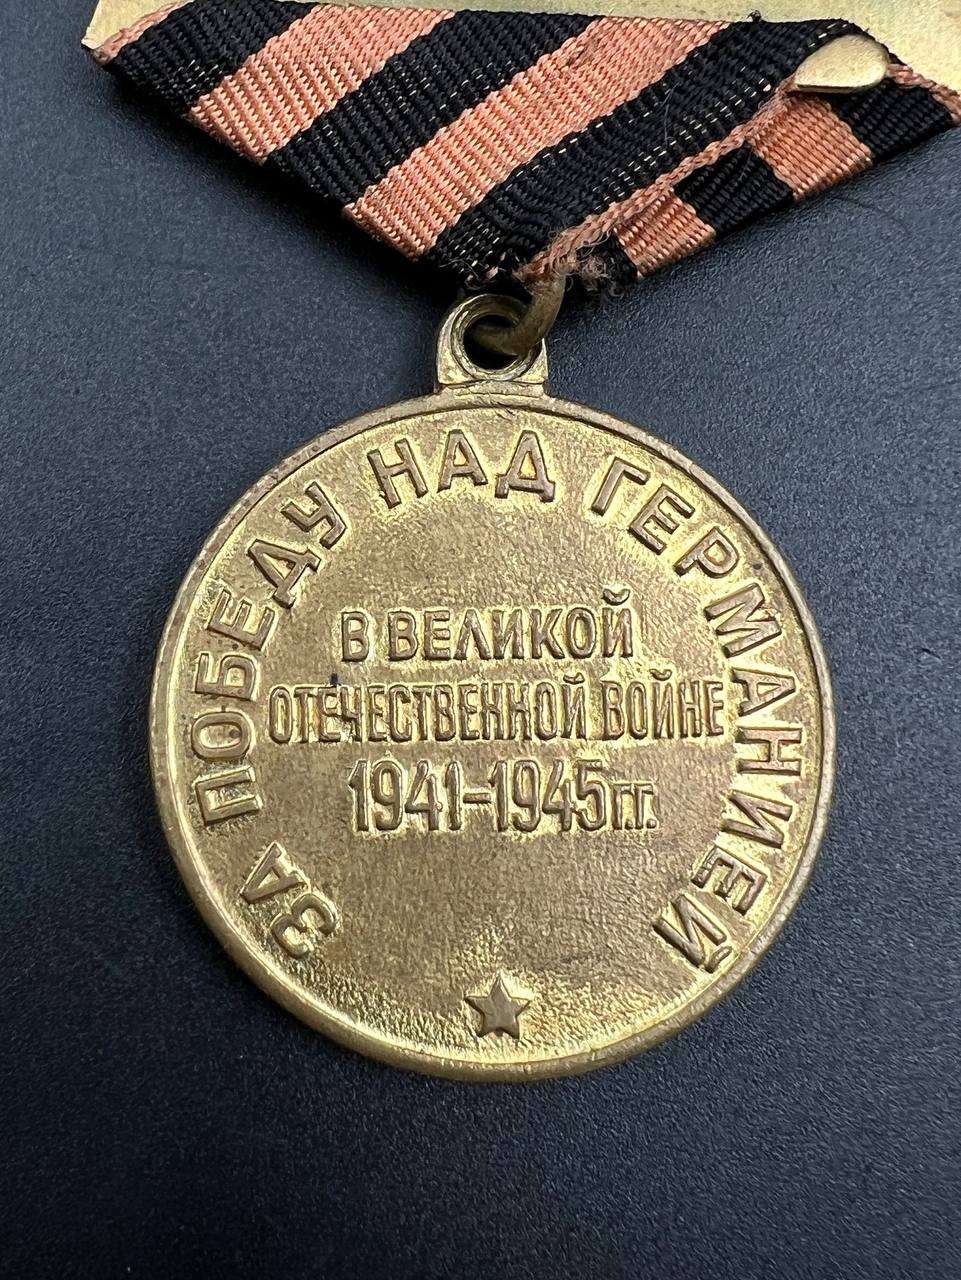 ЗА ПОБЕДУ НАД ГЕРМАНИЕЙ
В ВЕЛИКОЙ
ОТЕЧЕСТВЕННОЙ ВОЙНЕ
1941-1945гг.